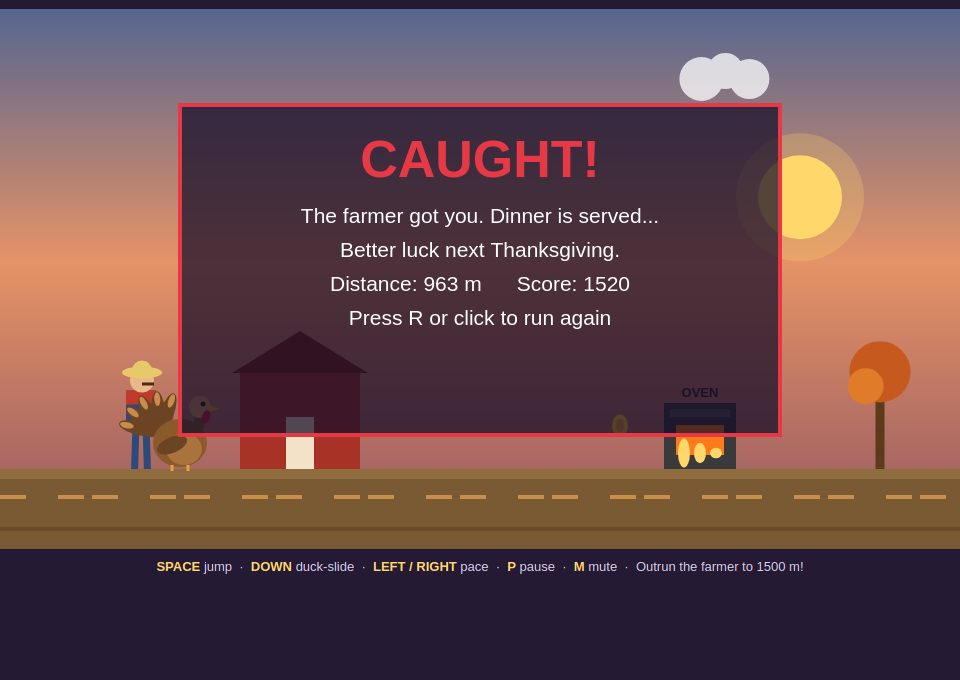 CAUGHT!
The farmer got you. Dinner is served...
Better luck next Thanksgiving.
Distance: 963 m Score: 1520
Press R or click to run again
OVEN
SPACE jump · DOWN duck-slide · LEFT / RIGHT pace · P pause · M mute · Outrun the farmer to 1500 m!